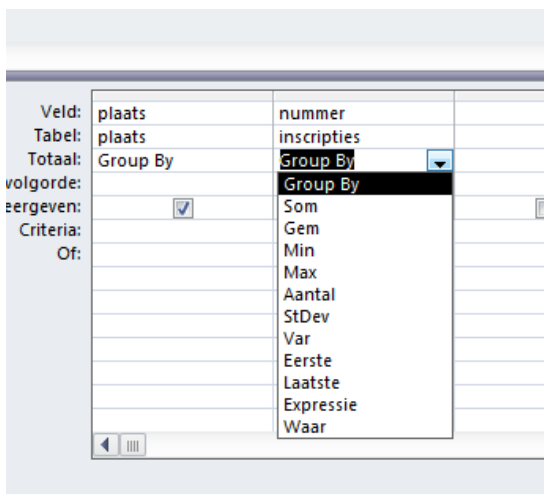 Veld: plaats nummer
Tabel: plaats inscripties
Totaal: Group By Group By
volgorde: Group By
eergeven: Som
Criteria: Gem
Of: Min
Max
Aantal
StDev
Var
Eerste
Laatste
Expressie
Waar